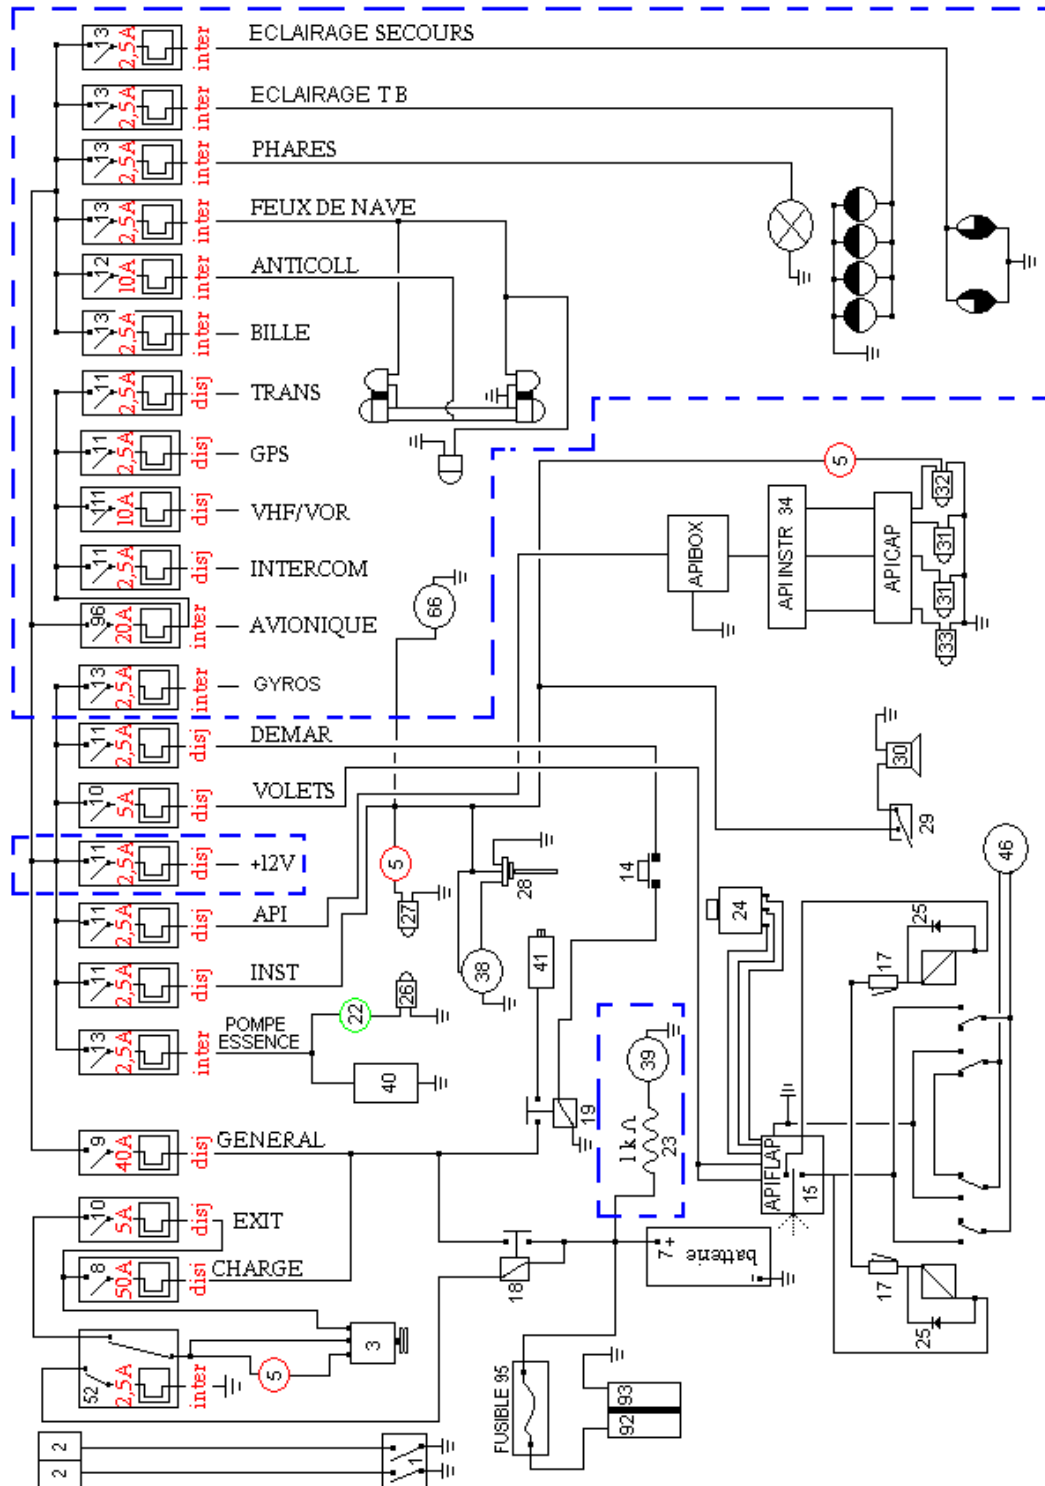 13 2,5A inter ECLAIRAGE SECOURS
13 2,5A inter ECLAIRAGE T B
13 2,5A inter PHARES
13 2,5A inter FEUX DE NAVE
12 10A inter ANTICOLL
13 2,5A inter BILLE
11 2,5A disj TRANS
11 2,5A disj GPS
5
32
111 10A disj VHF/VOR
APIBOX
API INSTR 34
APICAP
31
11 2,5A disj INTERCOM
31
66
96 20A inter AVIONIQUE
33
13 2,5A inter GYROS
11 2,5A disj DEMAR
30
10 5A disj VOLETS
29
11 2,5A disj +12V
5
28
14
46
11 2,5A disj API
27
24
25
11 2,5A disj INST
38
41
17
26
22
13 2,5A inter POMPE
ESSENCE
39
40
19
1 k Ω
23
9 40A disj GENERAL
APIFLAP
15
10 5A disj EXIT
7 +
batterie
-
8 50A disj CHARGE
18
17
25
3
52 2,5A inter
5
FUSIBLE 95
92 93
2
2
1